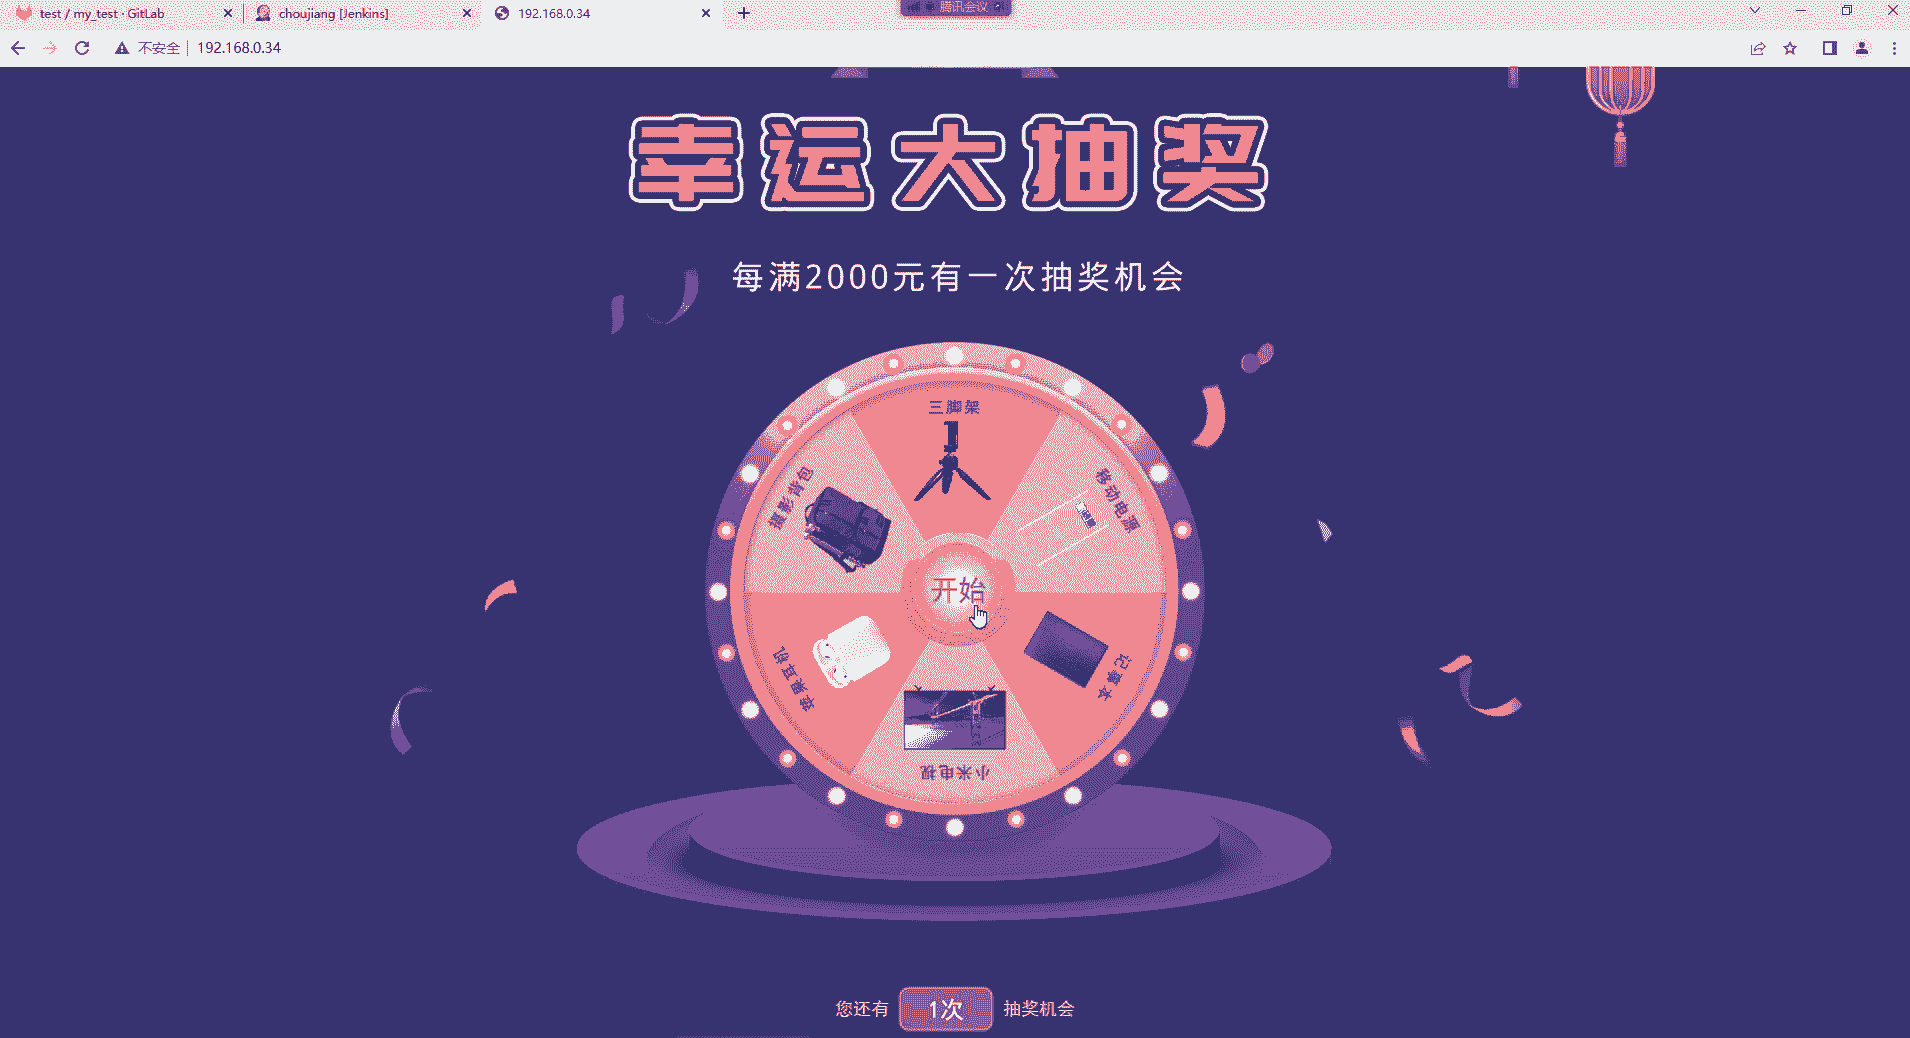 test / my_test · GitLab
choujiang [Jenkins]
192.168.0.34
腾讯会议
不安全
192.168.0.34
幸运大抽奖
每满2000元有一次抽奖机会
三脚架
摄影背包
移动电源
开始
苹果耳机
记事本
小米电视
您还有 1次 抽奖机会